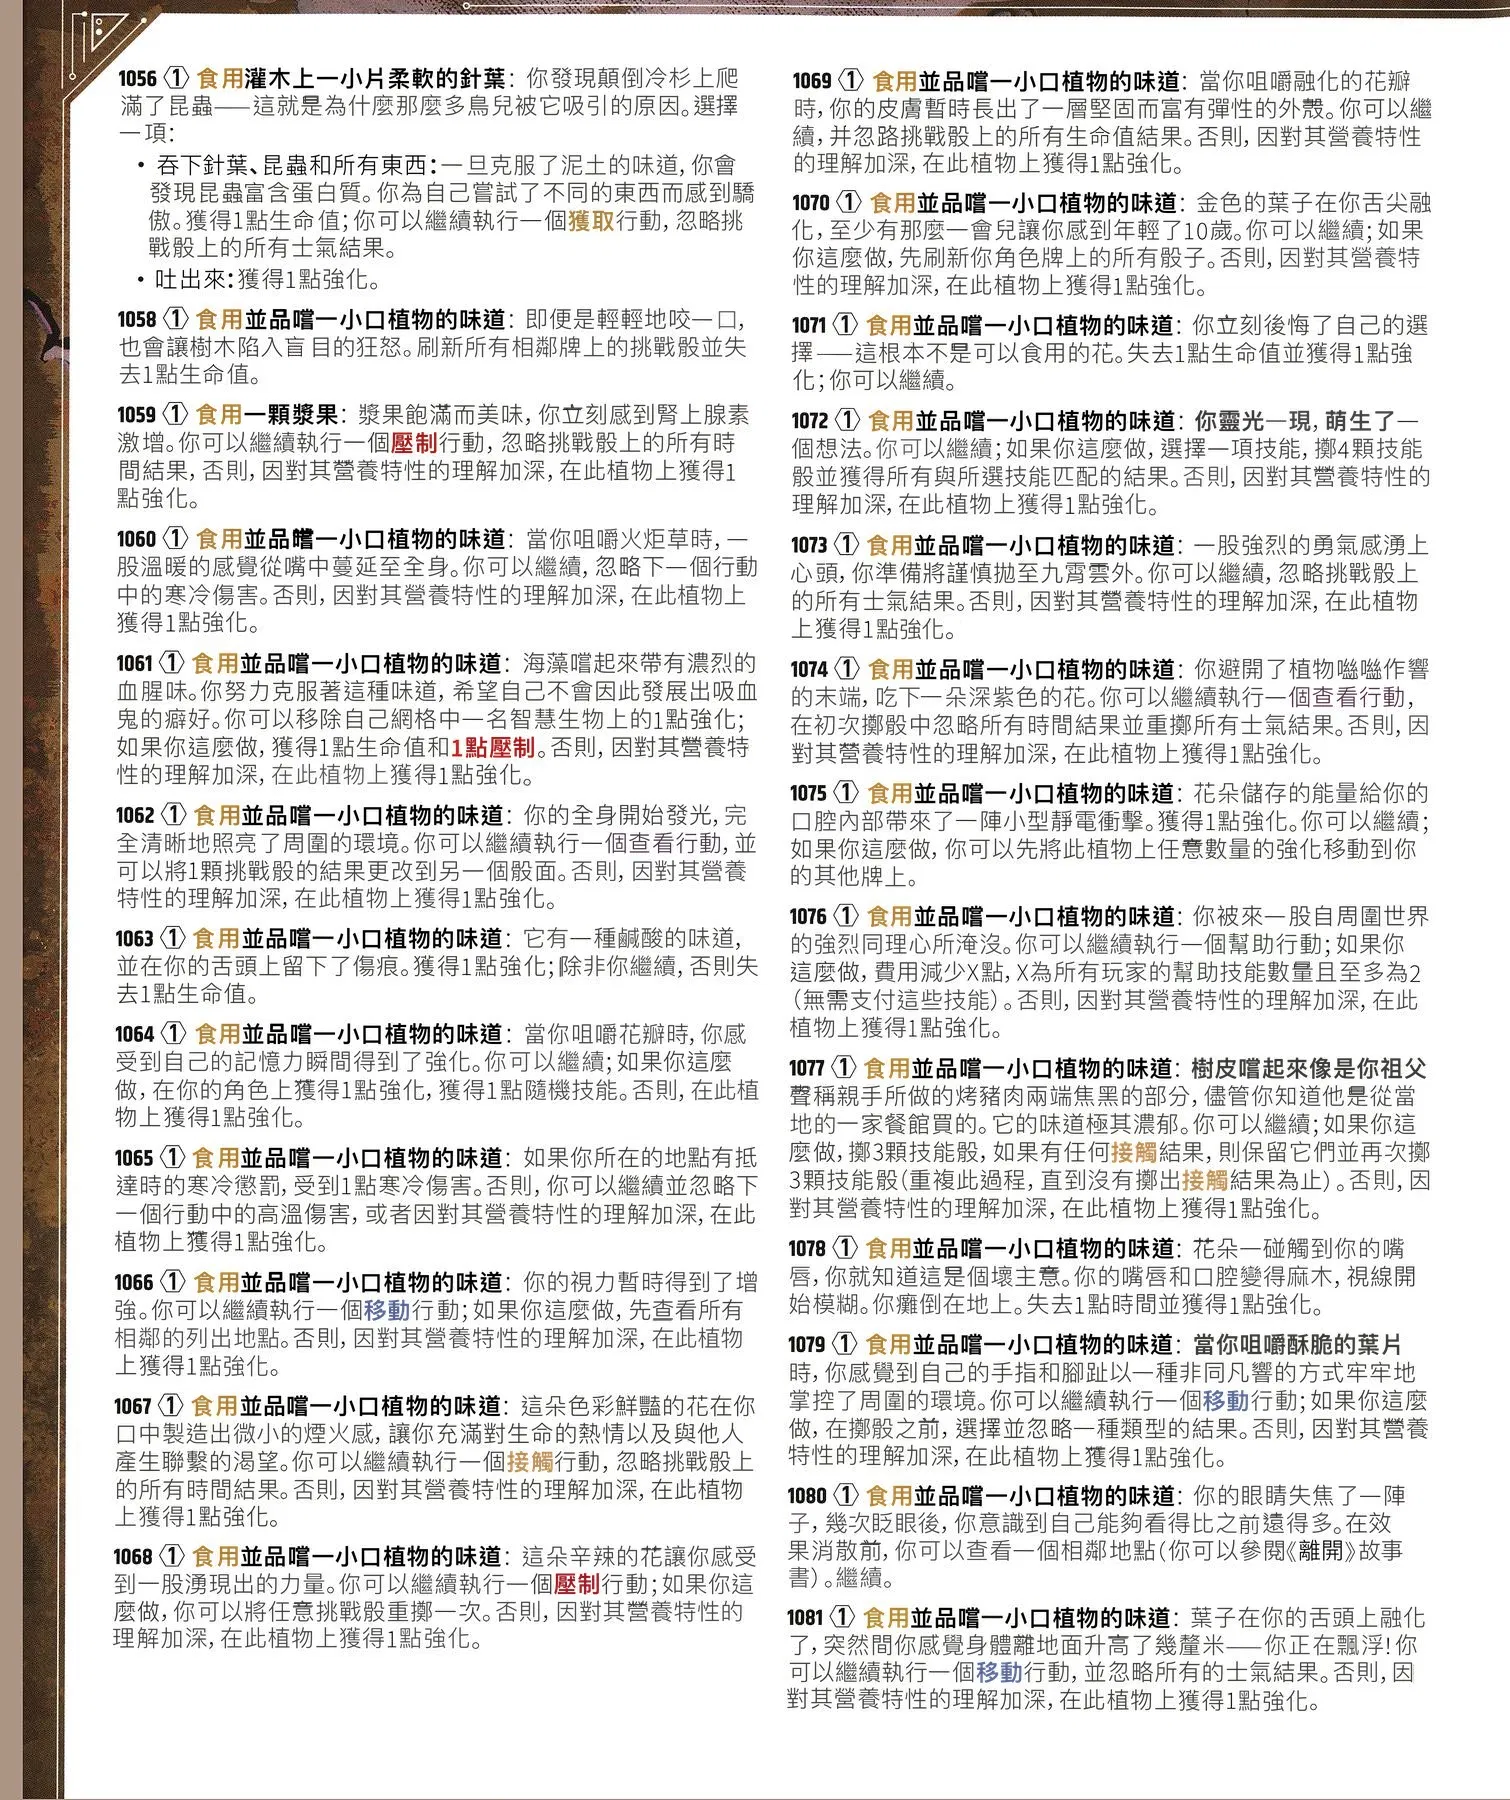 1056 ① 食用灌木上一小片柔軟的針葉：你發現顛倒冷杉上爬
滿了昆蟲——這就是為什麼那麼多鳥兒被它吸引的原因。選擇
一項：
• 吞下針葉、昆蟲和所有東西：一旦克服了泥土的味道，你會
發現昆蟲富含蛋白質。你為自己嘗試了不同的東西而感到驕
傲。獲得1點生命值；你可以繼續執行一個獲取行動，忽略挑
戰骰上的所有士氣結果。
• 吐出來：獲得1點強化。
1058 ① 食用並品嚐一小口植物的味道：即便是輕輕地咬一口，
也會讓樹木陷入盲目的狂怒。刷新所有相鄰牌上的挑戰骰並失
去1點生命值。
1059 ① 食用一顆漿果：漿果飽滿而美味，你立刻感到腎上腺素
激增。你可以繼續執行一個壓制行動，忽略挑戰骰上的所有時
間結果，否則，因對其營養特性的理解加深，在此植物上獲得1
點強化。
1060 ① 食用並品嚐一小口植物的味道：當你咀嚼火炬草時，一
股溫暖的感覺從嘴中蔓延至全身。你可以繼續，忽略下一個行動
中的寒冷傷害。否則，因對其營養特性的理解加深，在此植物上
獲得1點強化。
1061 ① 食用並品嚐一小口植物的味道：海藻嚐起來帶有濃烈的
血腥味。你努力克服著這種味道，希望自己不會因此發展出吸血
鬼的癖好。你可以移除自己網格中一名智慧生物上的1點強化；
如果你這麼做，獲得1點生命值和1點壓制。否則，因對其營養特
性的理解加深，在此植物上獲得1點強化。
1062 ① 食用並品嚐一小口植物的味道：你的全身開始發光，完
全清晰地照亮了周圍的環境。你可以繼續執行一個查看行動，並
可以將1顆挑戰骰的結果更改到另一個骰面。否則，因對其營養
特性的理解加深，在此植物上獲得1點強化。
1063 ① 食用並品嚐一小口植物的味道：它有一種鹹酸的味道，
並在你的舌頭上留下了傷痕。獲得1點強化；除非你繼續，否則失
去1點生命值。
1064 ① 食用並品嚐一小口植物的味道：當你咀嚼花瓣時，你感
受到自己的記憶力瞬間得到了強化。你可以繼續；如果你這麼
做，在你的角色上獲得1點強化，獲得1點隨機技能。否則，在此植
物上獲得1點強化。
1065 ① 食用並品嚐一小口植物的味道：如果你所在的地點有抵
達時的寒冷懲罰，受到1點寒冷傷害。否則，你可以繼續並忽略下
一個行動中的高溫傷害，或者因對其營養特性的理解加深，在此
植物上獲得1點強化。
1066 ① 食用並品嚐一小口植物的味道：你的視力暫時得到了增
強。你可以繼續執行一個移動行動；如果你這麼做，先查看所有
相鄰的列出地點。否則，因對其營養特性的理解加深，在此植物
上獲得1點強化。
1067 ① 食用並品嚐一小口植物的味道：這朵色彩鮮豔的花在你
口中製造出微小的煙火感，讓你充滿對生命的熱情以及與他人
產生聯繫的渴望。你可以繼續執行一個接觸行動，忽略挑戰骰上
的所有時間結果。否則，因對其營養特性的理解加深，在此植物
上獲得1點強化。
1068 ① 食用並品嚐一小口植物的味道：這朵辛辣的花讓你感受
到一股湧現出的力量。你可以繼續執行一個壓制行動；如果你這
麼做，你可以將任意挑戰骰重擲一次。否則，因對其營養特性的
理解加深，在此植物上獲得1點強化。
1069 ① 食用並品嚐一小口植物的味道：當你咀嚼融化的花瓣
時，你的皮膚暫時長出了一層堅固而富有彈性的外殼。你可以繼
續，并忽路挑戰骰上的所有生命值結果。否則，因對其營養特性
的理解加深，在此植物上獲得1點強化。
1070 ① 食用並品嚐一小口植物的味道：金色的葉子在你舌尖融
化，至少有那麼一會兒讓你感到年輕了10歲。你可以繼續；如果
你這麼做，先刷新你角色牌上的所有骰子。否則，因對其營養特
性的理解加深，在此植物上獲得1點強化。
1071 ① 食用並品嚐一小口植物的味道：你立刻後悔了自己的選
擇——這根本不是可以食用的花。失去1點生命值並獲得1點強
化；你可以繼續。
1072 ① 食用並品嚐一小口植物的味道：你靈光一現，萌生了一
個想法。你可以繼續；如果你這麼做，選擇一項技能，擲4顆技能
骰並獲得所有與所選技能匹配的結果。否則，因對其營養特性的
理解加深，在此植物上獲得1點強化。
1073 ① 食用並品嚐一小口植物的味道：一股強烈的勇氣感湧上
心頭，你準備將謹慎拋至九霄雲外。你可以繼續，忽略挑戰骰上
的所有士氣結果。否則，因對其營養特性的理解加深，在此植物
上獲得1點強化。
1074 ① 食用並品嚐一小口植物的味道：你避開了植物嗞嗞作響
的末端，吃下一朵深紫色的花。你可以繼續執行一個查看行動，
在初次擲骰中忽略所有時間結果並重擲所有士氣結果。否則，因
對其營養特性的理解加深，在此植物上獲得1點強化。
1075 ① 食用並品嚐一小口植物的味道：花朵儲存的能量給你的
口腔內部帶來了一陣小型靜電衝擊。獲得1點強化。你可以繼續；
如果你這麼做，你可以先將此植物上任意數量的強化移動到你
的其他牌上。
1076 ① 食用並品嚐一小口植物的味道：你被來一股自周圍世界
的強烈同理心所淹沒。你可以繼續執行一個幫助行動；如果你
這麼做，費用減少X點，X為所有玩家的幫助技能數量且至多為2
（無需支付這些技能）。否則，因對其營養特性的理解加深，在此
植物上獲得1點強化。
1077 ① 食用並品嚐一小口植物的味道：樹皮嚐起來像是你祖父
聲稱親手所做的烤豬肉兩端焦黑的部分，儘管你知道他是從當
地的一家餐館買的。它的味道極其濃郁。你可以繼續；如果你這
麼做，擲3顆技能骰，如果有任何接觸結果，則保留它們並再次擲
3顆技能骰（重複此過程，直到沒有擲出接觸結果為止）。否則，因
對其營養特性的理解加深，在此植物上獲得1點強化。
1078 ① 食用並品嚐一小口植物的味道：花朵一碰觸到你的嘴
唇，你就知道這是個壞主意。你的嘴唇和口腔變得麻木，視線開
始模糊。你癱倒在地上。失去1點時間並獲得1點強化。
1079 ① 食用並品嚐一小口植物的味道：當你咀嚼酥脆的葉片
時，你感覺到自己的手指和腳趾以一種非同凡響的方式牢牢地
掌控了周圍的環境。你可以繼續執行一個移動行動；如果你這麼
做，在擲骰之前，選擇並忽略一種類型的結果。否則，因對其營養
特性的理解加深，在此植物上獲得1點強化。
1080 ① 食用並品嚐一小口植物的味道：你的眼睛失焦了一陣
子，幾次眨眼後，你意識到自己能夠看得比之前遠得多。在效
果消散前，你可以查看一個相鄰地點（你可以參閱《離開》故事
書）。繼續。
1081 ① 食用並品嚐一小口植物的味道：葉子在你的舌頭上融化
了，突然間你感覺身體離地面升高了幾釐米——你正在飄浮！你
可以繼續執行一個移動行動，並忽略所有的士氣結果。否則，因
對其營養特性的理解加深，在此植物上獲得1點強化。